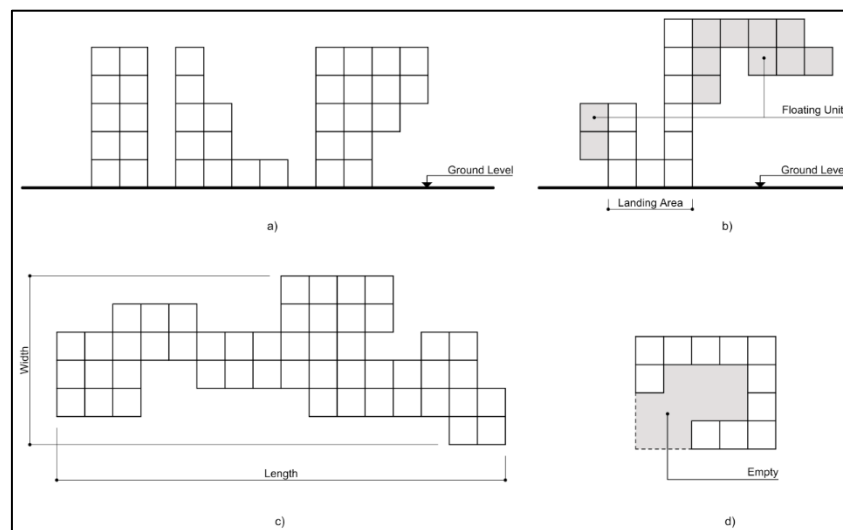 Floating Unit
Ground Level
Ground Level
Landing Area
a)
b)
Width
Length
Empty
c)
d)